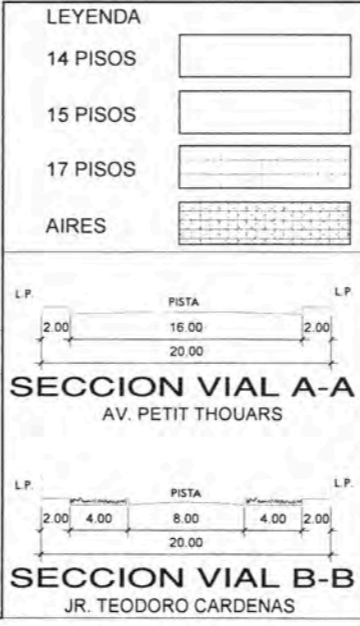 LEYENDA
14 PISOS
15 PISOS
17 PISOS
AIRES
L.P. PISTA L.P.
2.00 16.00 2.00
20.00
SECCION VIAL A-A
AV. PETIT THOUARS
L.P. PISTA L.P.
2.00 4.00 8.00 4.00 2.00
20.00
SECCION VIAL B-B
JR. TEODORO CARDENAS